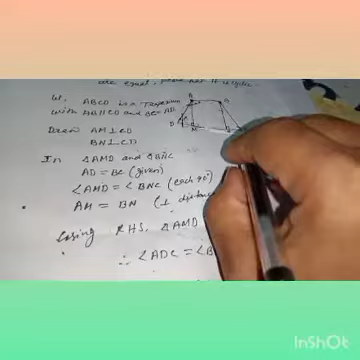 are equal, prove that it is cyclic.
Let ABCD be a Trapezium
with AB||CD and BC = AD
Draw AM⊥CD
BN⊥CD
In △AMD and △BNC
AD = BC (given)
∠AMD = ∠BNC (each 90°)
AM = BN (⊥ distance
Using RHS, △AMD
∴ ∠ADC = ∠B
A
B
D
M
InShOt